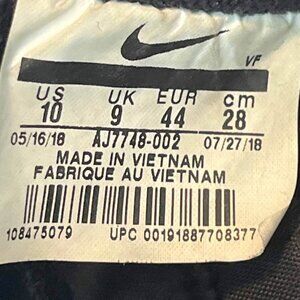 VF
US UK EUR cm
10 9 44 28
05/16/18 AJ7748-002 07/27/18
MADE IN VIETNAM
FABRIQUE AU VIETNAM
108475079 UPC 00191887708377